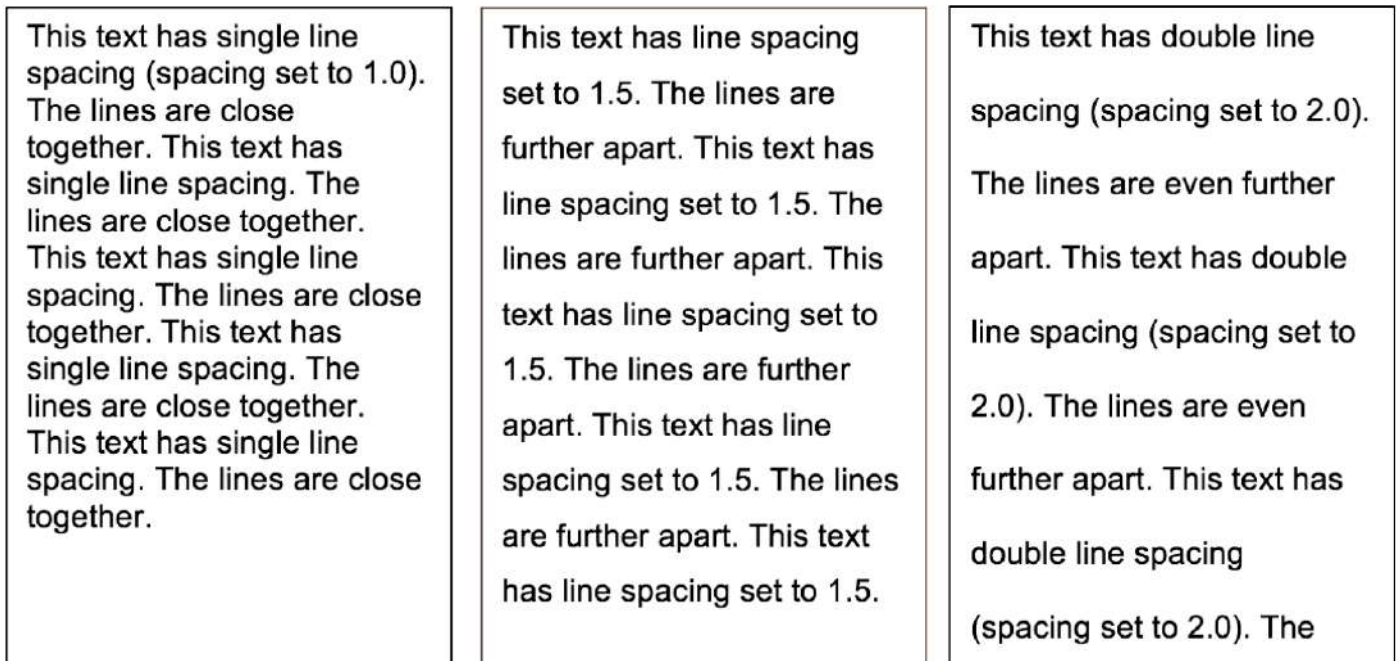 This text has single line
spacing (spacing set to 1.0).
The lines are close
together. This text has
single line spacing. The
lines are close together.
This text has single line
spacing. The lines are close
together. This text has
single line spacing. The
lines are close together.
This text has single line
spacing. The lines are close
together.
This text has line spacing
set to 1.5. The lines are
further apart. This text has
line spacing set to 1.5. The
lines are further apart. This
text has line spacing set to
1.5. The lines are further
apart. This text has line
spacing set to 1.5. The lines
are further apart. This text
has line spacing set to 1.5.
This text has double line
spacing (spacing set to 2.0).
The lines are even further
apart. This text has double
line spacing (spacing set to
2.0). The lines are even
further apart. This text has
double line spacing
(spacing set to 2.0). The